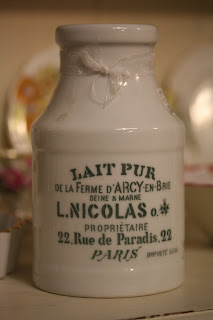 LAIT PUR
DE LA FERME D'ARCY-EN-BRIE
SEINE & MARNE
L.NICOLAS O.
PROPRIÉTAIRE
22.Rue de Paradis.22
PARIS